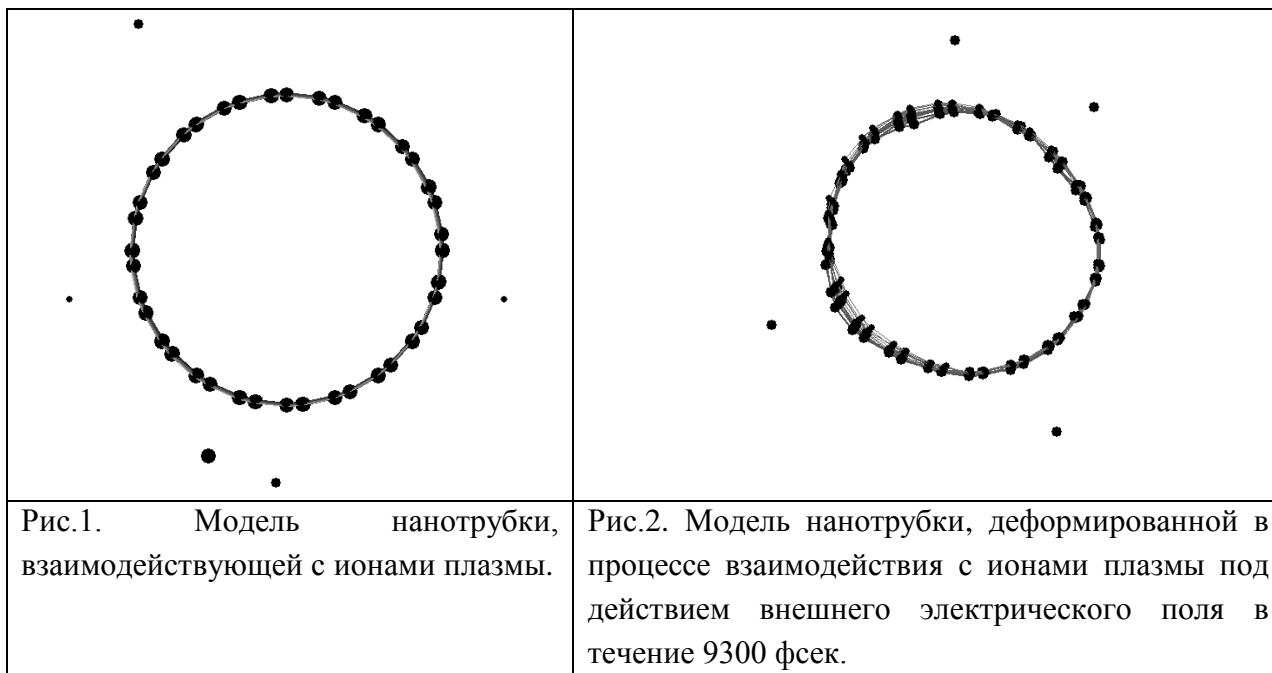 Рис.1. Модель нанотрубки,
взаимодействующей с ионами плазмы.
Рис.2. Модель нанотрубки, деформированной в
процессе взаимодействия с ионами плазмы под
действием внешнего электрического поля в
течение 9300 фсек.